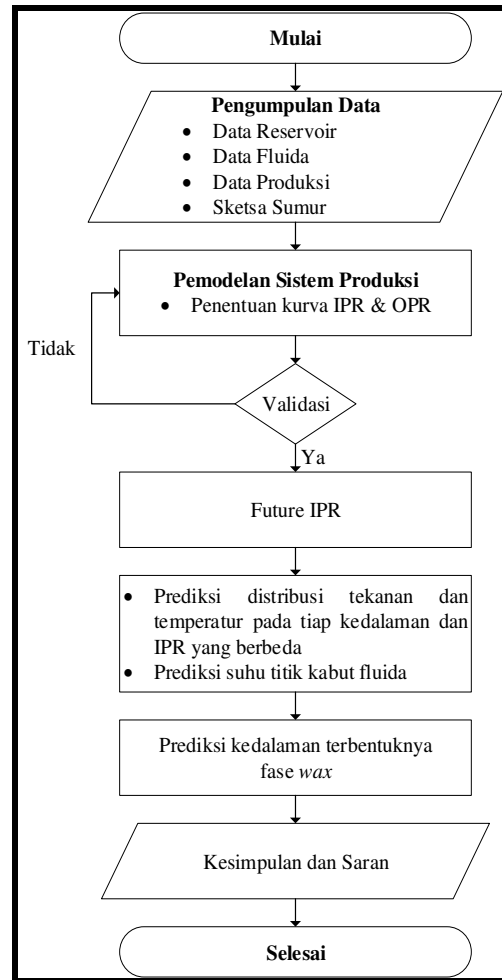 Mulai
Pengumpulan Data
• Data Reservoir
• Data Fluida
• Data Produksi
• Sketsa Sumur
Pemodelan Sistem Produksi
• Penentuan kurva IPR & OPR
Tidak
Validasi
Ya
Future IPR
• Prediksi distribusi tekanan dan
temperatur pada tiap kedalaman dan
IPR yang berbeda
• Prediksi suhu titik kabut fluida
Prediksi kedalaman terbentuknya
fase wax
Kesimpulan dan Saran
Selesai